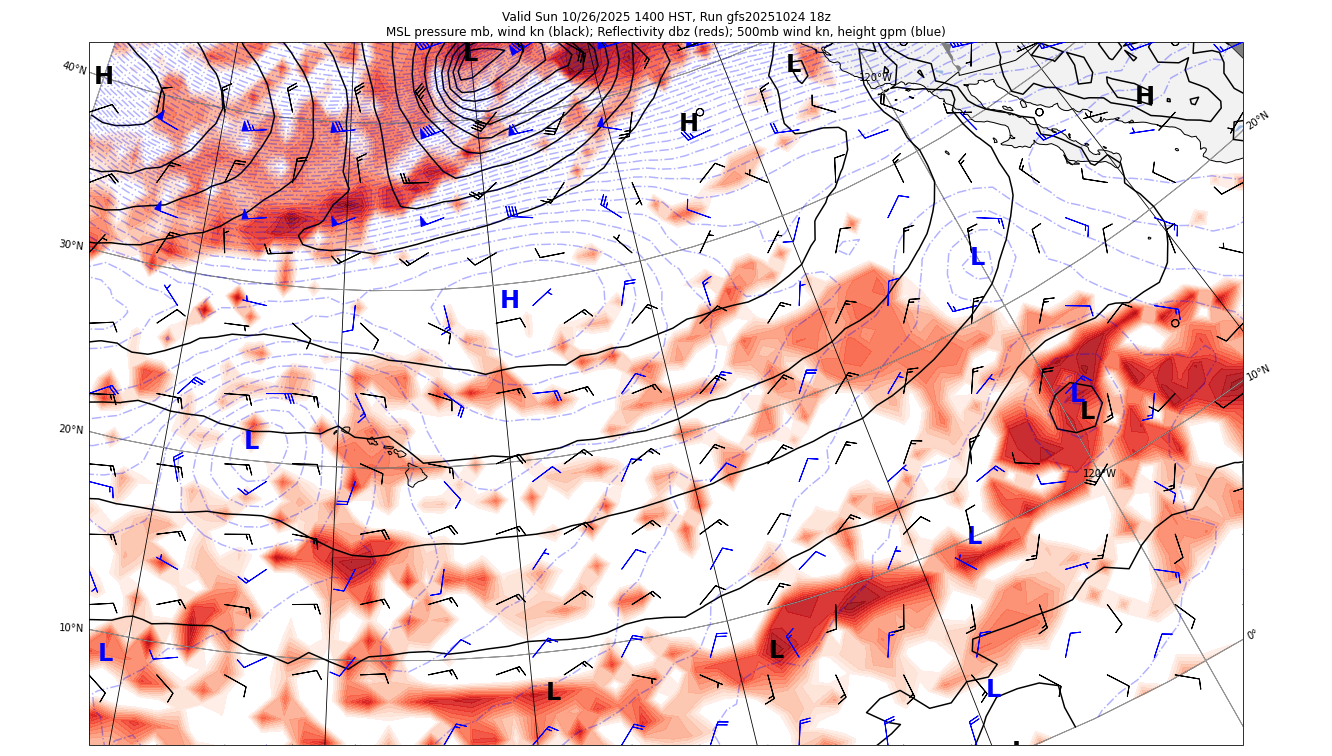 Valid Sun 10/26/2025 1400 HST, Run gfs20251024 18z
MSL pressure mb, wind kn (black); Reflectivity dbz (reds); 500mb wind kn, height gpm (blue)
L
L
120°W
40°N
H
H
H
20°N
30°N
L
H
10°N
L
L
20°N
L
120°W
L
10°N
0°
L
L
L
L